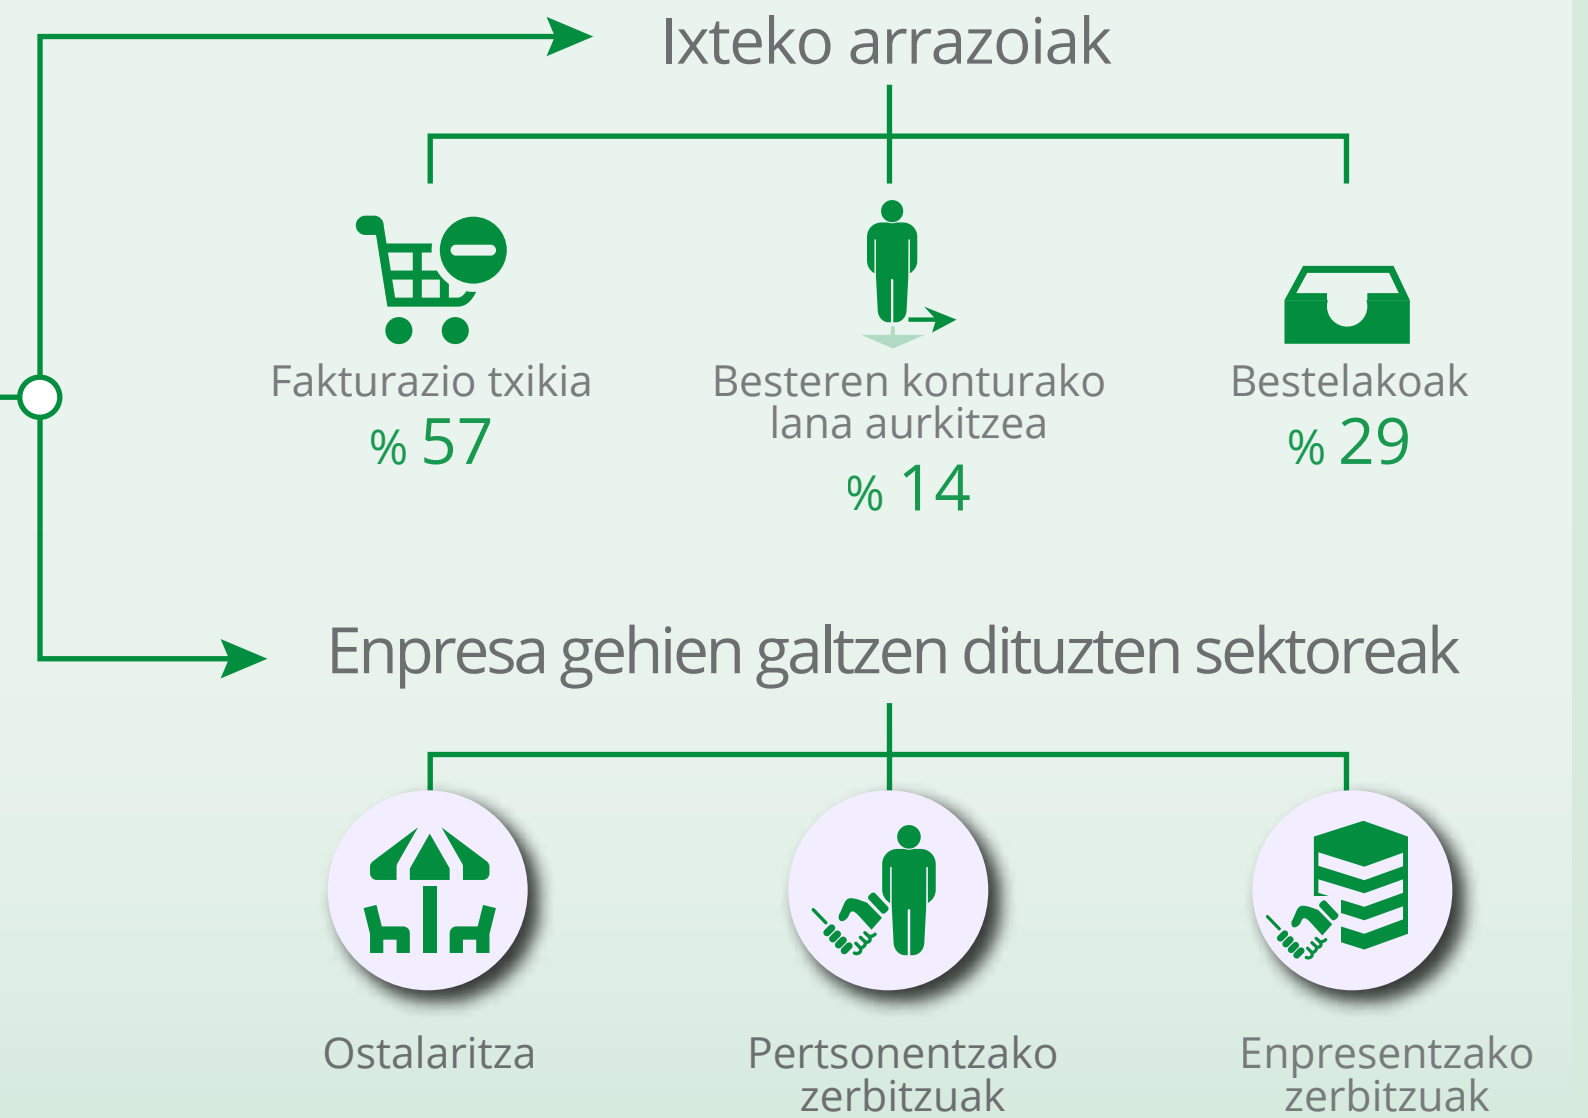 Ixteko arrazoiak
Fakturazio txikia
% 57
Besteren konturako
lana aurkitzea
% 14
Bestelakoak
% 29
Enpresa gehien galtzen dituzten sektoreak
Ostalaritza
Pertsonentzako
zerbitzuak
Enpresentzako
zerbitzuak